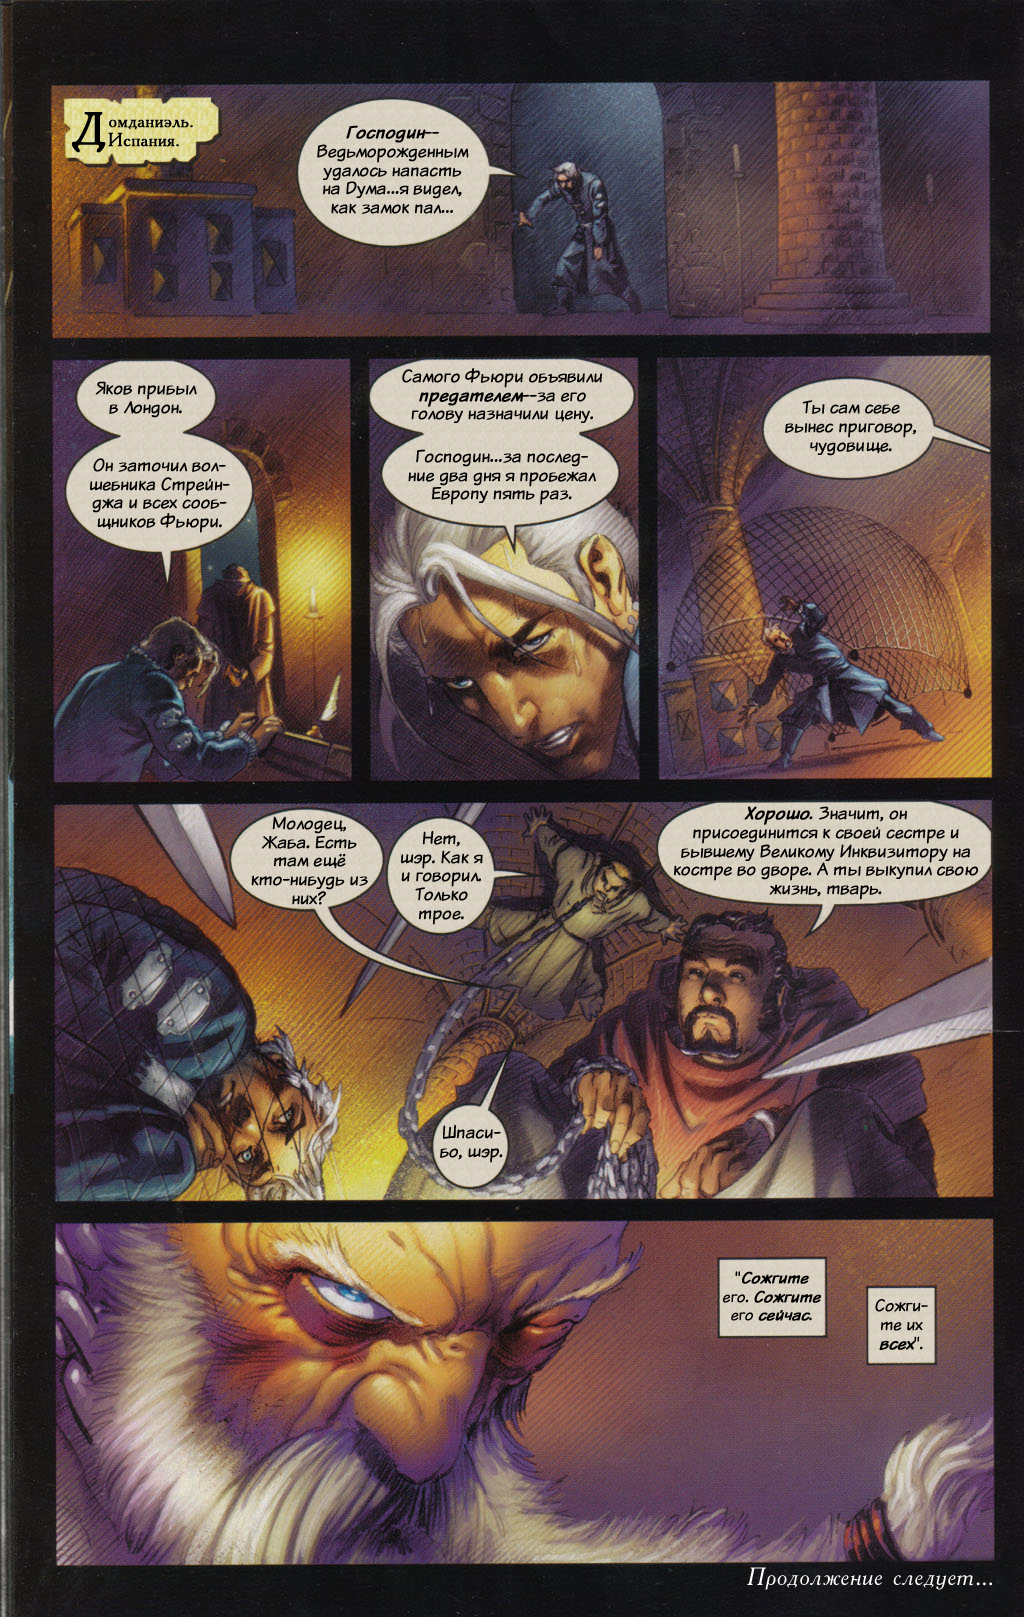 Домданиэль.
Испания.
Господин--
Ведьморожденным
удалось напасть
на Dума...я видел,
как замок пал...
Яков прибыл
в Лондон.
Он заточил вол-
шебника Стрейн-
джа и всех сооб-
щников Фьюри.
Самого Фьюри объявили
предателем--за его
голову назначили цену.
Господин...за послед-
ние два дня я пробежал
Европу пять раз.
Ты сам себе
вынес приговор,
чудовище.
Молодец,
Жаба. Есть
там ещё
кто-нибудь из
них?
Нет,
шэр. Как я
и говорил.
Только
трое.
Хорошо. Значит, он
присоединится к своей сестре и
бывшему Великому Инквизитору на
костре во дворе. А ты выкупил свою
жизнь, тварь.
Шпаси-
бо, шэр.
"Сожгите
его. Сожгите
его сейчас.
Сожги-
те их
всех".
Продолжение следует...